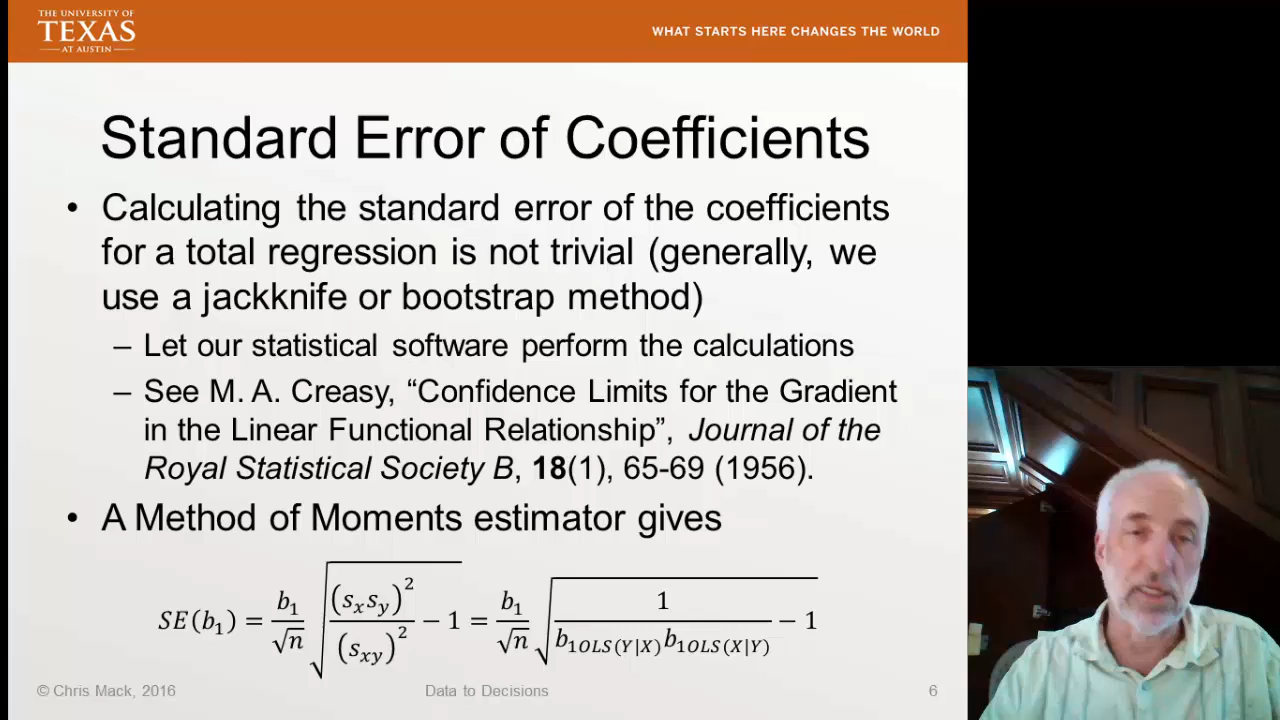 THE UNIVERSITY OF
TEXAS
AT AUSTIN
WHAT STARTS HERE CHANGES THE WORLD
Standard Error of Coefficients
• Calculating the standard error of the coefficients
for a total regression is not trivial (generally, we
use a jackknife or bootstrap method)
– Let our statistical software perform the calculations
– See M. A. Creasy, “Confidence Limits for the Gradient
in the Linear Functional Relationship”, Journal of the
Royal Statistical Society B, 18(1), 65-69 (1956).
• A Method of Moments estimator gives
SE(b₁) = b₁/√n √((sₓs_y)²/(s_xy)² − 1) = b₁/√n √(1/(b_1OLS(Y|X) b_1OLS(X|Y)) − 1)
© Chris Mack, 2016
Data to Decisions
6